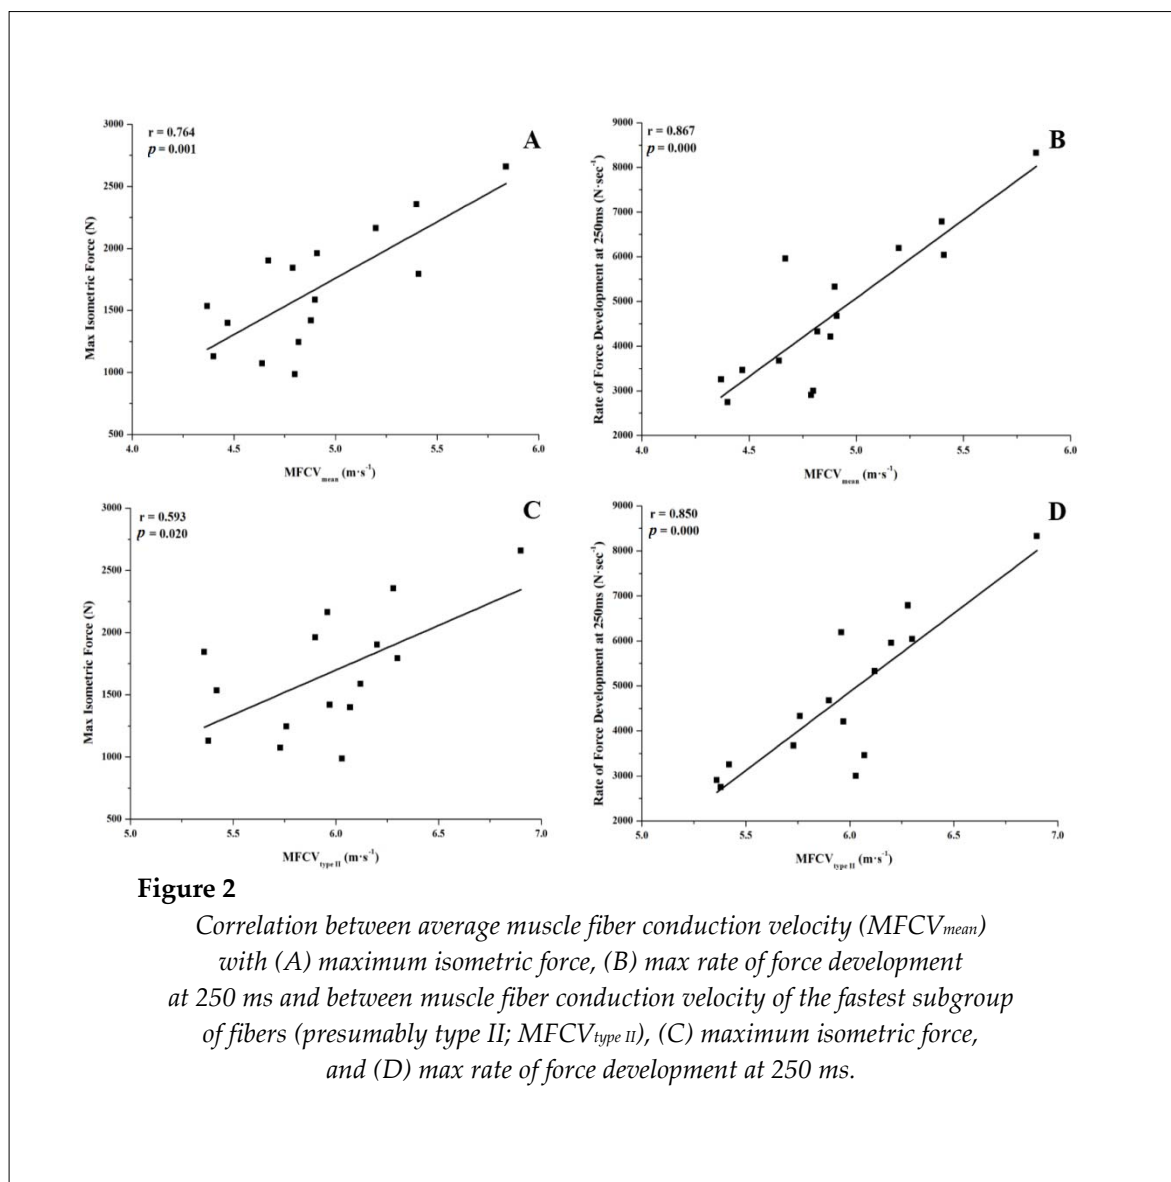 r = 0.764
p = 0.001
A
3000
2500
2000
1500
1000
500
Max Isometric Force (N)
4.0 4.5 5.0 5.5 6.0
MFCVmean (m·s-1)
r = 0.867
p = 0.000
B
9000
8000
7000
6000
5000
4000
3000
2000
Rate of Force Development at 250ms (N·sec-1)
4.0 4.5 5.0 5.5 6.0
MFCVmean (m·s-1)
r = 0.593
p = 0.020
C
3000
2500
2000
1500
1000
500
Max Isometric Force (N)
5.0 5.5 6.0 6.5 7.0
MFCVtype II (m·s-1)
r = 0.850
p = 0.000
D
9000
8000
7000
6000
5000
4000
3000
2000
Rate of Force Development at 250ms (N·sec-1)
5.0 5.5 6.0 6.5 7.0
MFCVtype II (m·s-1)
Figure 2
Correlation between average muscle fiber conduction velocity (MFCVmean)
with (A) maximum isometric force, (B) max rate of force development
at 250 ms and between muscle fiber conduction velocity of the fastest subgroup
of fibers (presumably type II; MFCVtype II), (C) maximum isometric force,
and (D) max rate of force development at 250 ms.